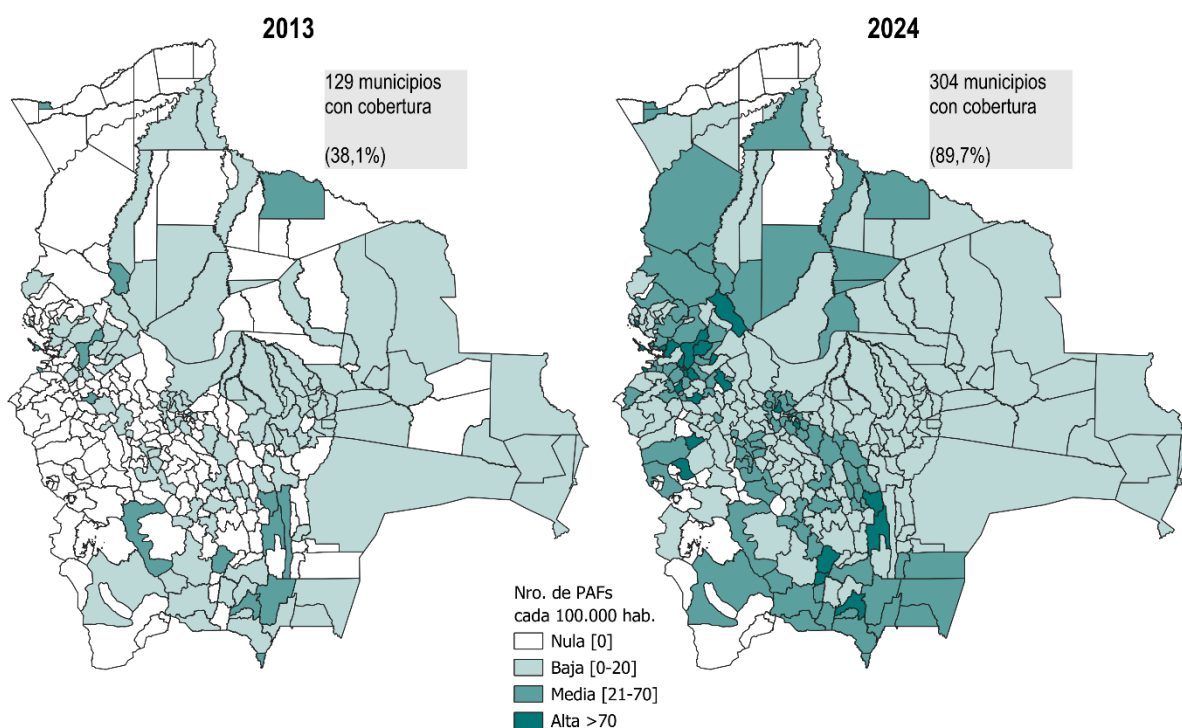 2013
129 municipios
con cobertura
(38,1%)
2024
304 municipios
con cobertura
(89,7%)
Nro. de PAFs
cada 100.000 hab.
Nula [0]
Baja [0-20]
Media [21-70]
Alta >70